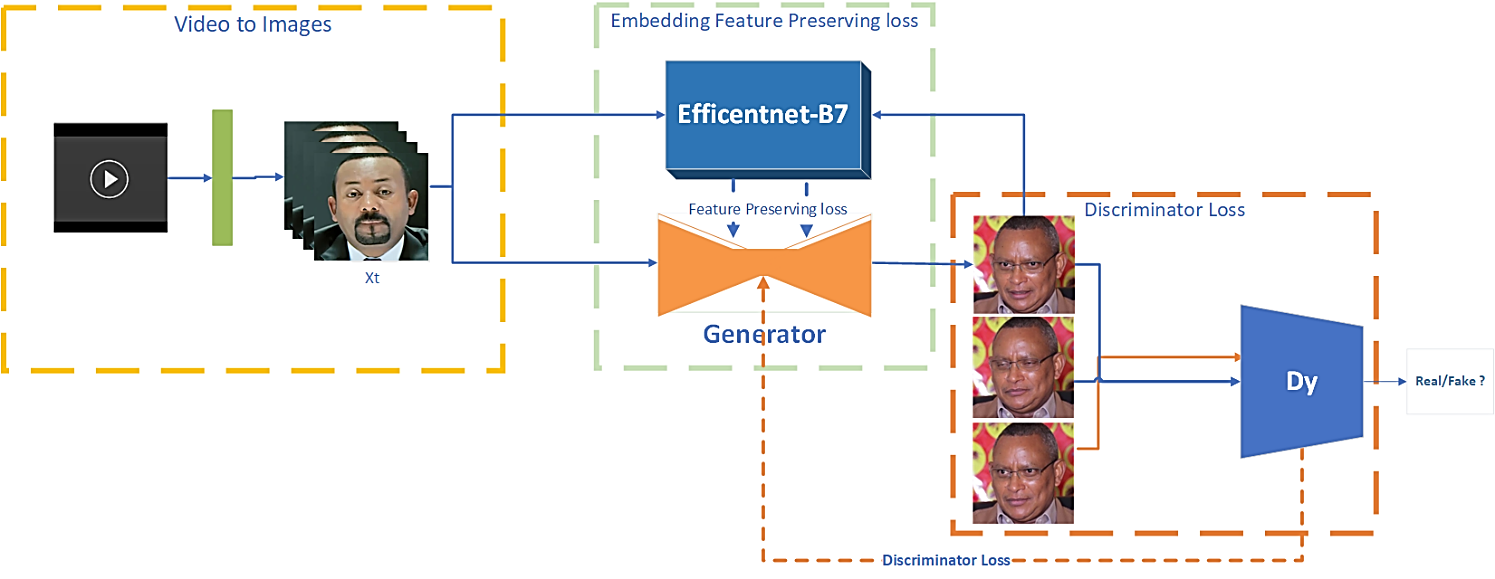 Video to Images
Embedding Feature Preserving loss
Efficentnet-B7
Feature Preserving loss
Discriminator Loss
Xt
Generator
Dy
Real/Fake ?
Discriminator Loss